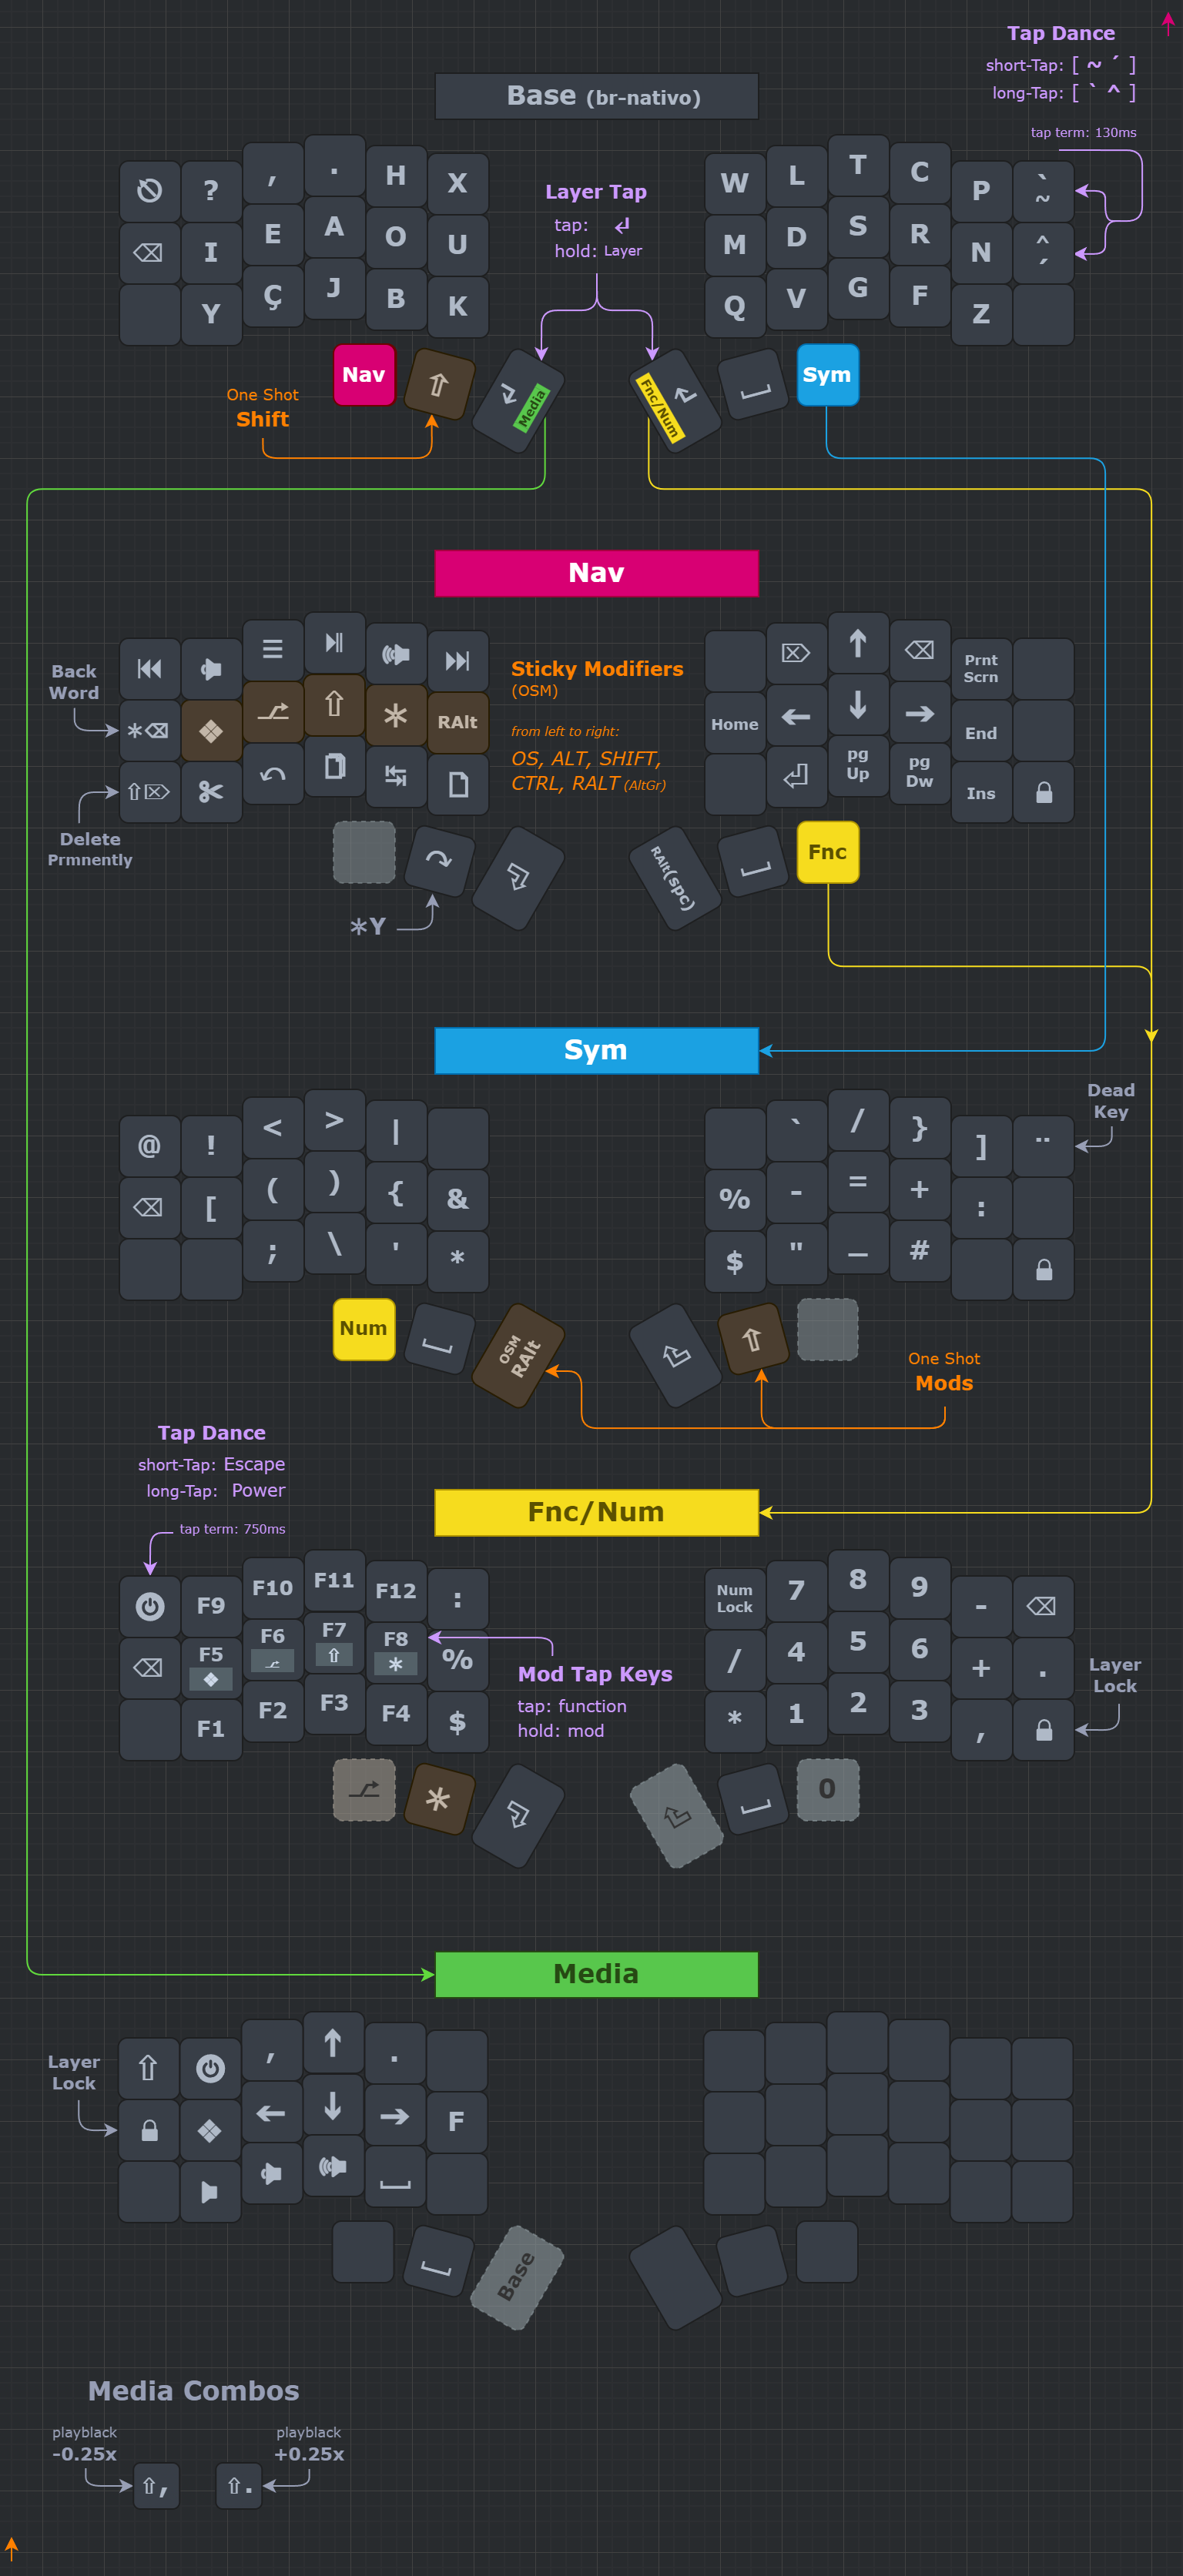 Tap Dance
short-Tap: [ ~ ´ ]
long-Tap: [ ` ^ ]
tap term: 130ms
Base (br-nativo)
? , . H X W L T C P ` ~
I E A O U M D S R N ^ ´
Y Ç J B K Q V G F Z
Layer Tap
tap: ↲
hold: Layer
Nav ⇧ Media Fnc/Num Sym
One Shot
Shift
Nav
Back
Word
Delete
Prmnently
Sticky Modifiers
(OSM)
from left to right:
OS, ALT, SHIFT,
CTRL, RALT (AltGr)
⌦ ↑ ⌫ Prnt Scrn
*⌫ ⇧ * RAlt Home ← ↓ → End
⇧⌦ pg Up pg Dw Ins
RAlt(spc) Fnc
*Y
Sym
Dead
Key
@ ! < > | ` / } ] ¨
⌫ [ ( ) { & % - = + :
; \ ' * $ " _ #
Num OSM RAlt ⇧
One Shot
Mods
Tap Dance
short-Tap: Escape
long-Tap: Power
tap term: 750ms
Fnc/Num
F9 F10 F11 F12 : Num Lock 7 8 9 - ⌫
⌫ F5 F6 F7 ⇧ F8 * % / 4 5 6 + .
F1 F2 F3 F4 $ * 1 2 3 ,
Mod Tap Keys
tap: function
hold: mod
Layer
Lock
* 0
Media
Layer
Lock
⇧ , ↑ .
← ↓ → F
Base
Media Combos
playblack
-0.25x
playblack
+0.25x
⇧, ⇧.